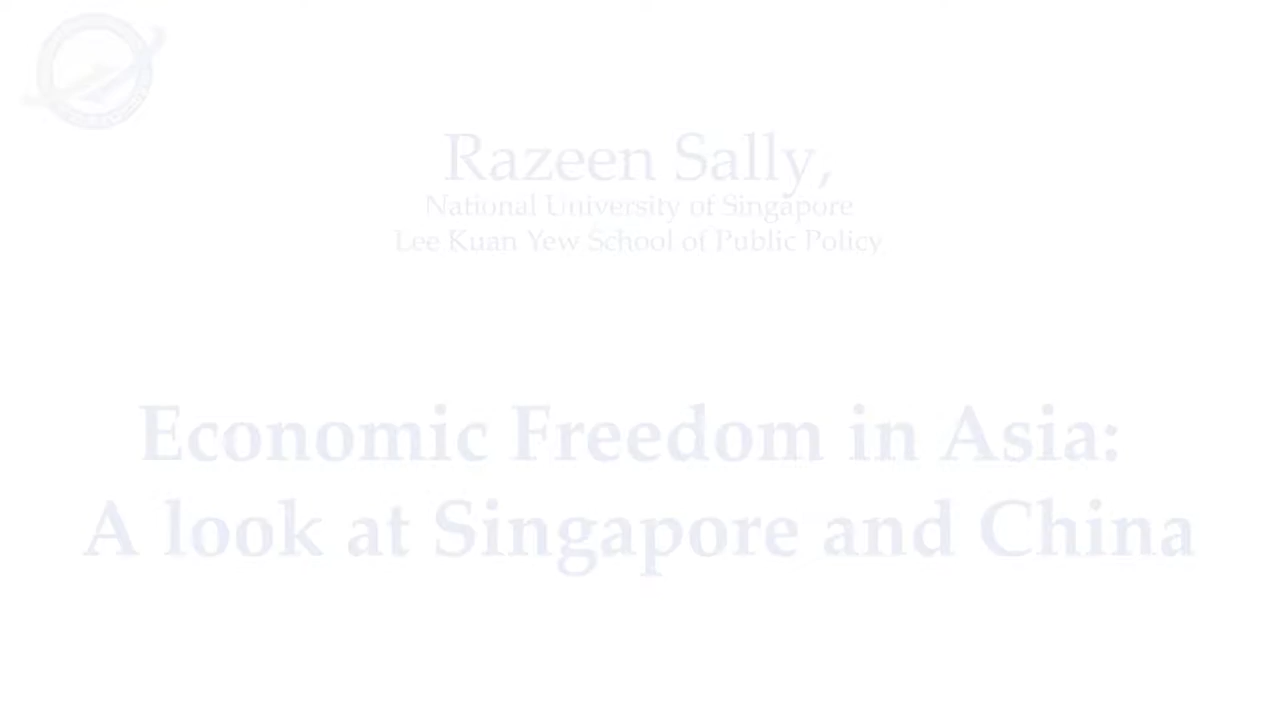 Razeen Sally,
National University of Singapore
Lee Kuan Yew School of Public Policy
Economic Freedom in Asia:
A look at Singapore and China